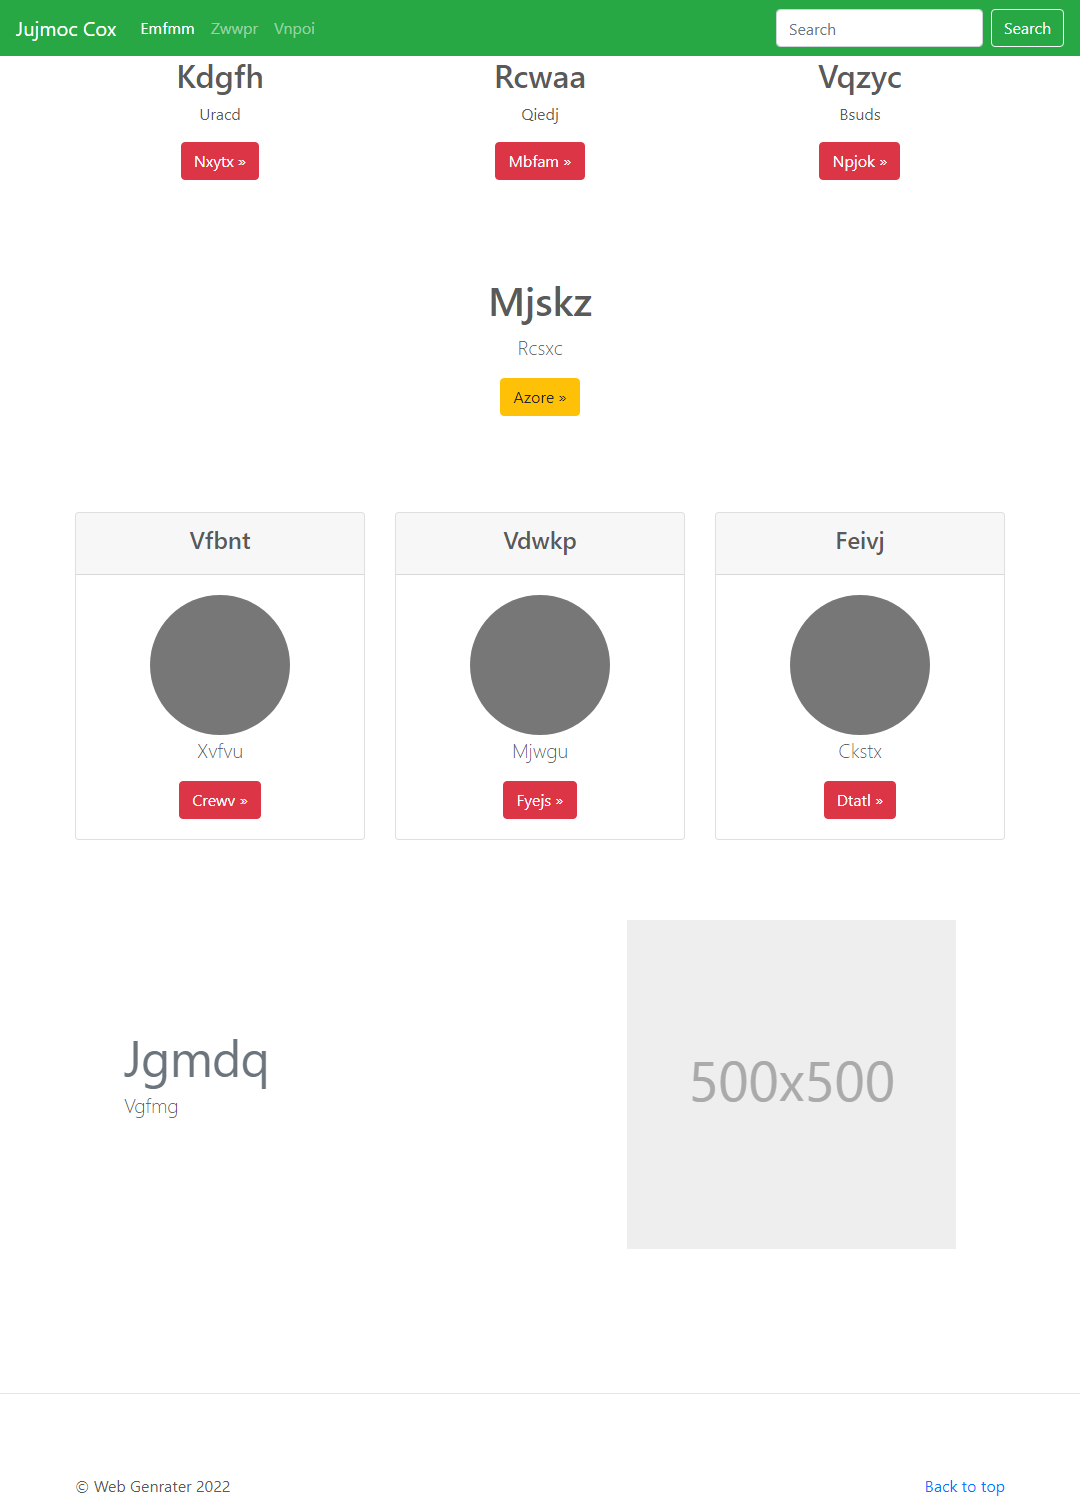 Jujmoc Cox Emfmm Zwwpr Vnpoi Search Search
Kdgfh Rcwaa Vqzyc
Uracd Qiedj Bsuds
Nxytx » Mbfam » Npjok »
Mjskz
Rcsxc
Azore »
Vfbnt Vdwkp Feivj
Xvfvu Mjwgu Ckstx
Crewv » Fyejs » Dtatl »
Jgmdq
Vgfmg
500x500
© Web Genrater 2022 Back to top